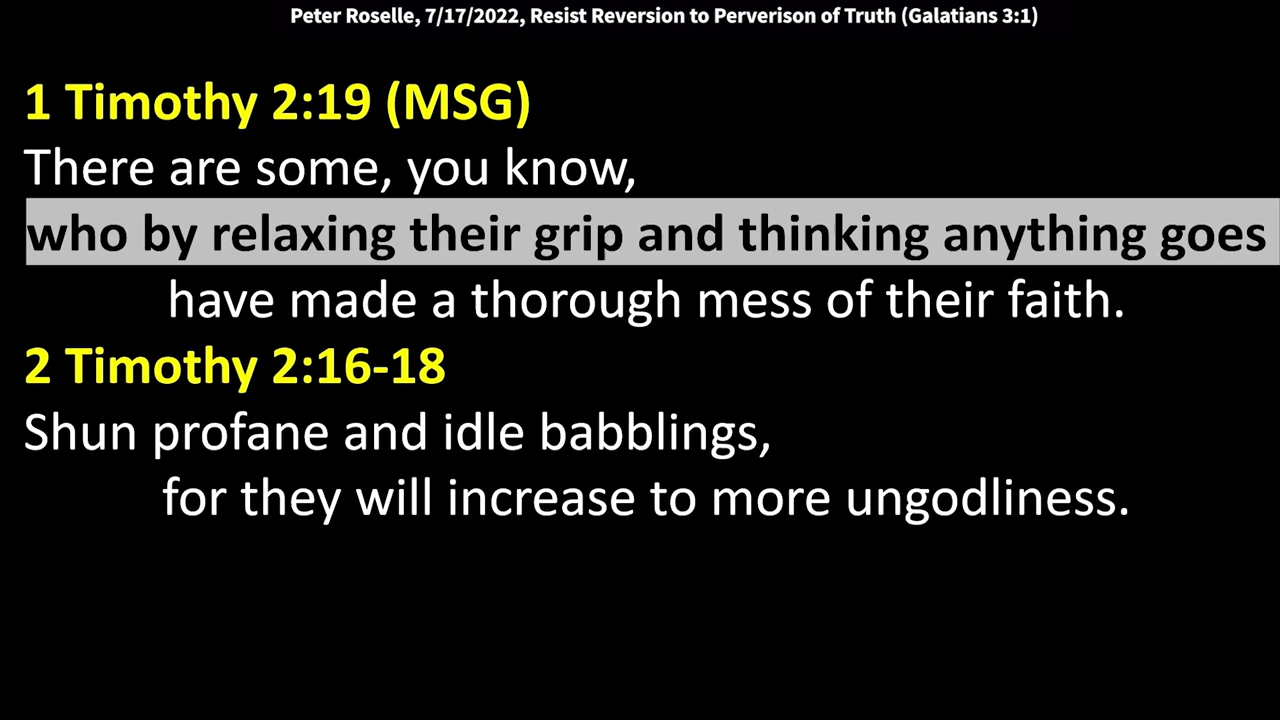 Peter Roselle, 7/17/2022, Resist Reversion to Perverison of Truth (Galatians 3:1)
1 Timothy 2:19 (MSG)
There are some, you know,
who by relaxing their grip and thinking anything goes
have made a thorough mess of their faith.
2 Timothy 2:16-18
Shun profane and idle babblings,
for they will increase to more ungodliness.